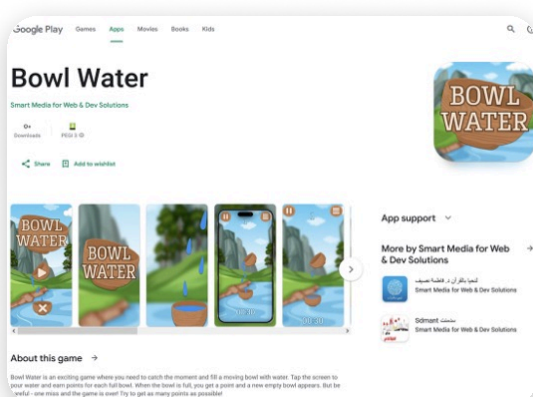 Google Play Games Apps Movies Books Kids
Bowl Water
Smart Media for Web & Dev Solutions
0+
Downloads
PEGI 3
Share Add to wishlist
BOWL
WATER
BOWL
WATER
BOWL
WATER
App support
More by Smart Media for Web
& Dev Solutions
Smart Media for Web & Dev Solutions
Sdmant سدمنت
Smart Media for Web & Dev Solutions
About this game
Bowl Water is an exciting game where you need to catch the moment and fill a moving bowl with water. Tap the screen to
pour water and earn points for each full bowl. When the bowl is full, you get a point and a new empty bowl appears. But be
careful - one miss and the game is over! Try to get as many points as possible!